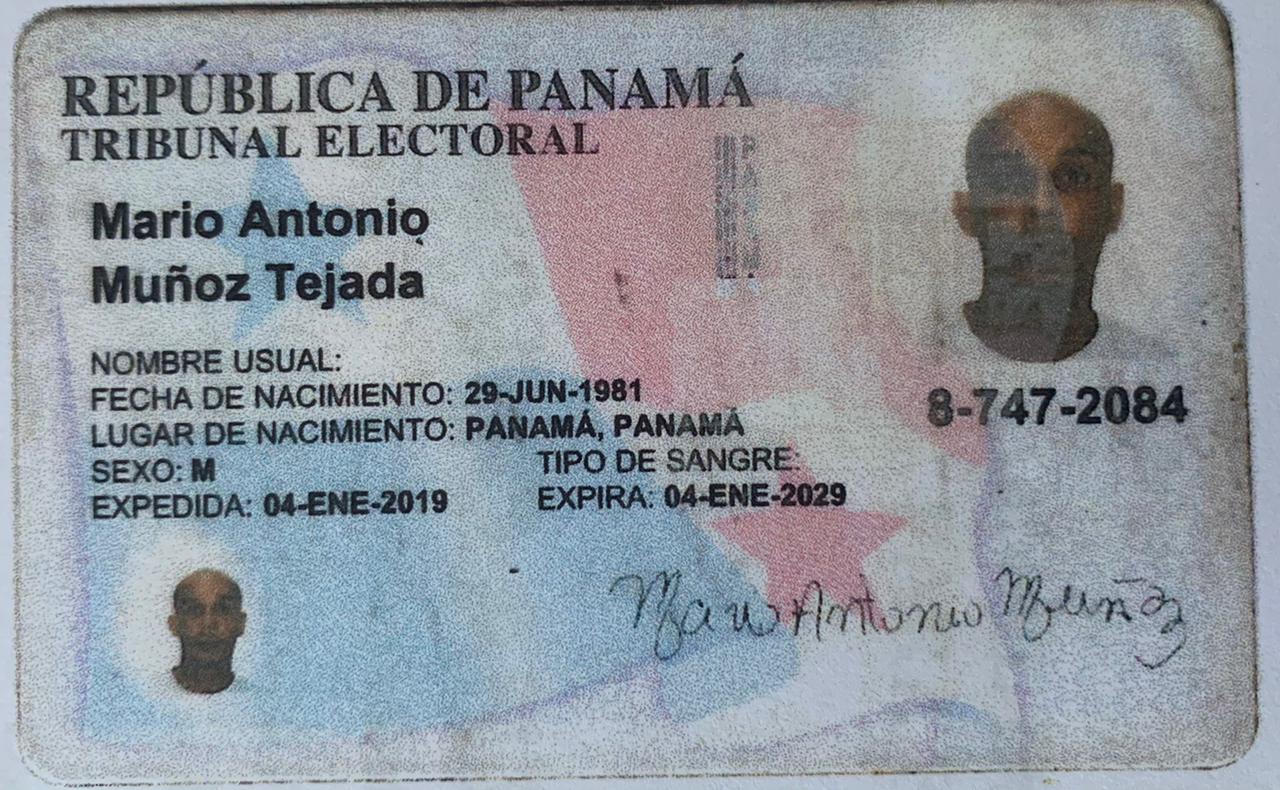 REPÚBLICA DE PANAMÁ
TRIBUNAL ELECTORAL
Mario Antonio
Muñoz Tejada
NOMBRE USUAL:
FECHA DE NACIMIENTO: 29-JUN-1981
LUGAR DE NACIMIENTO: PANAMÁ, PANAMÁ
SEXO: M
TIPO DE SANGRE:
EXPEDIDA: 04-ENE-2019
EXPIRA: 04-ENE-2029
8-747-2084
Mario Antonio Muñoz